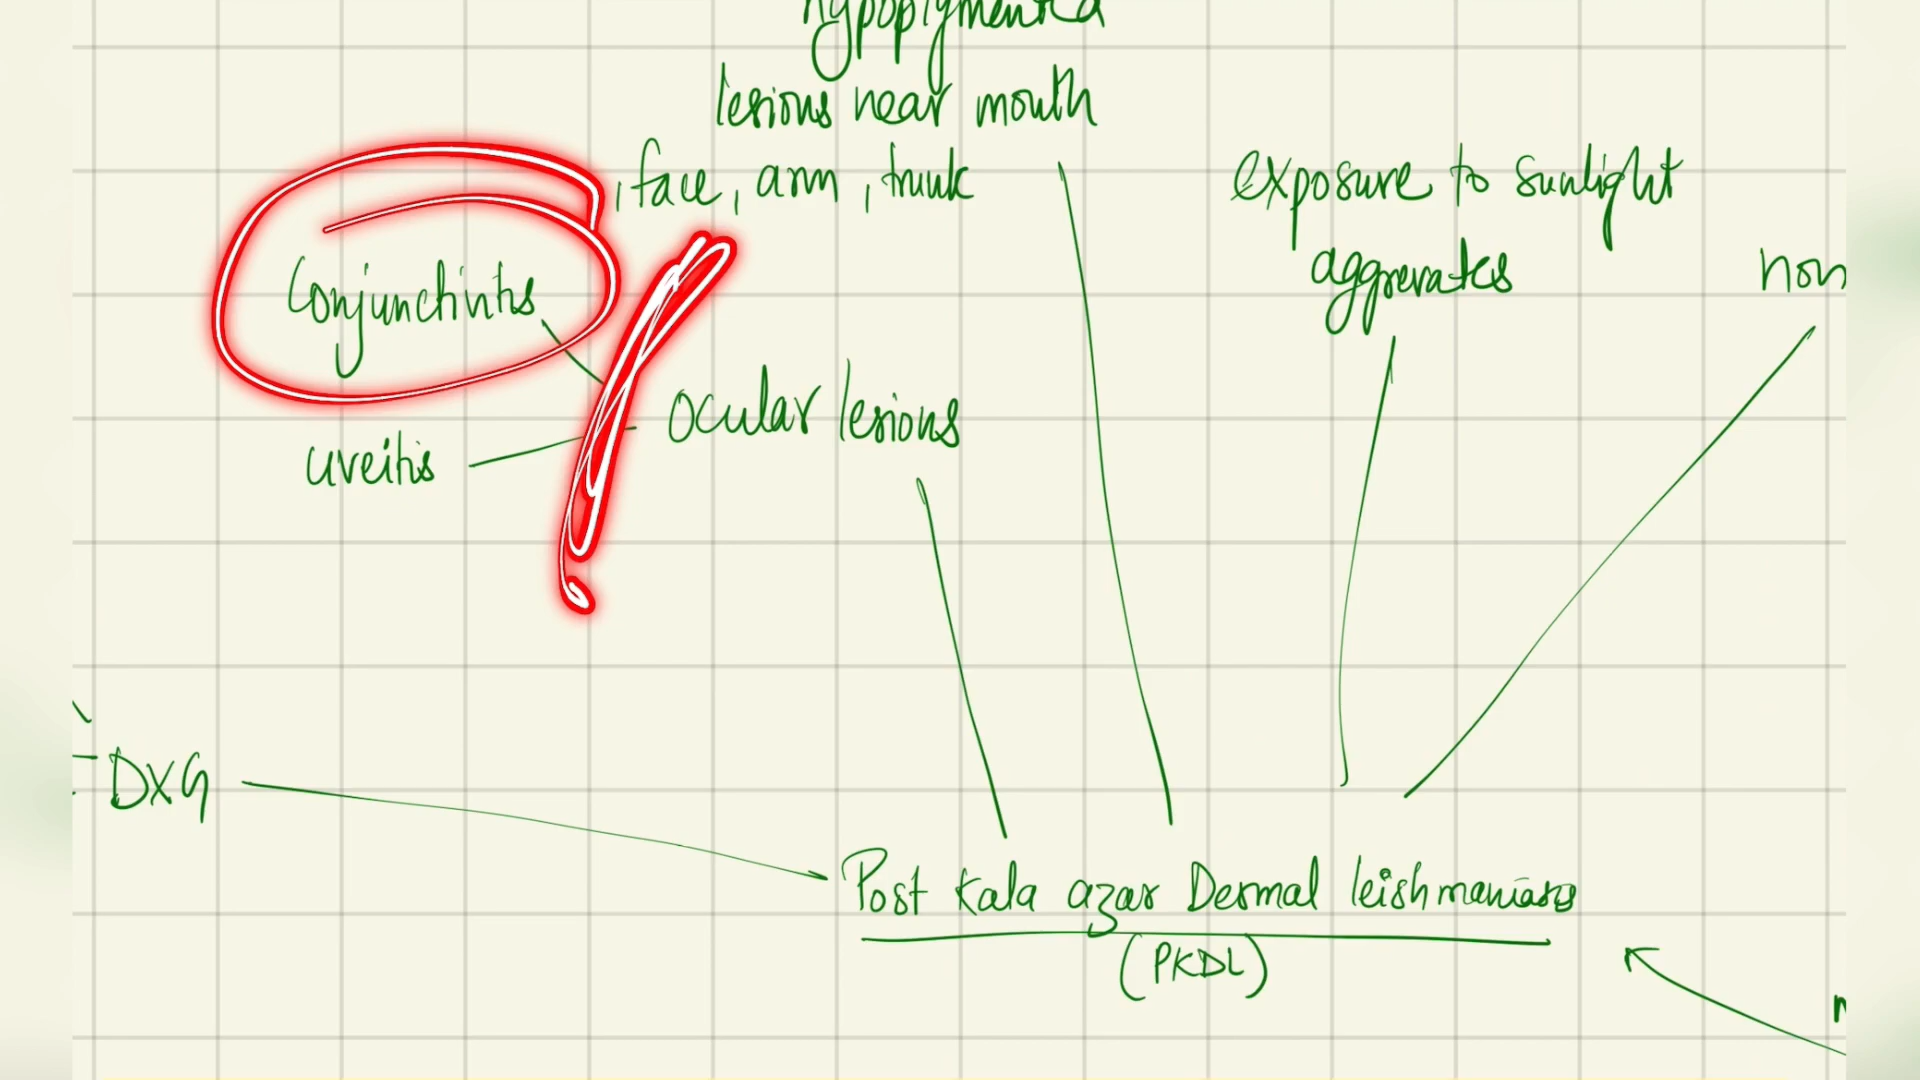 hypopigmented
lesions near mouth
, face, arm, trunk
exposure to sunlight
aggrevates
non
Conjunctivitis
Ocular lesions
uveitis
DXG
Post Kala azar Dermal leishmaniasis
(PKDL)